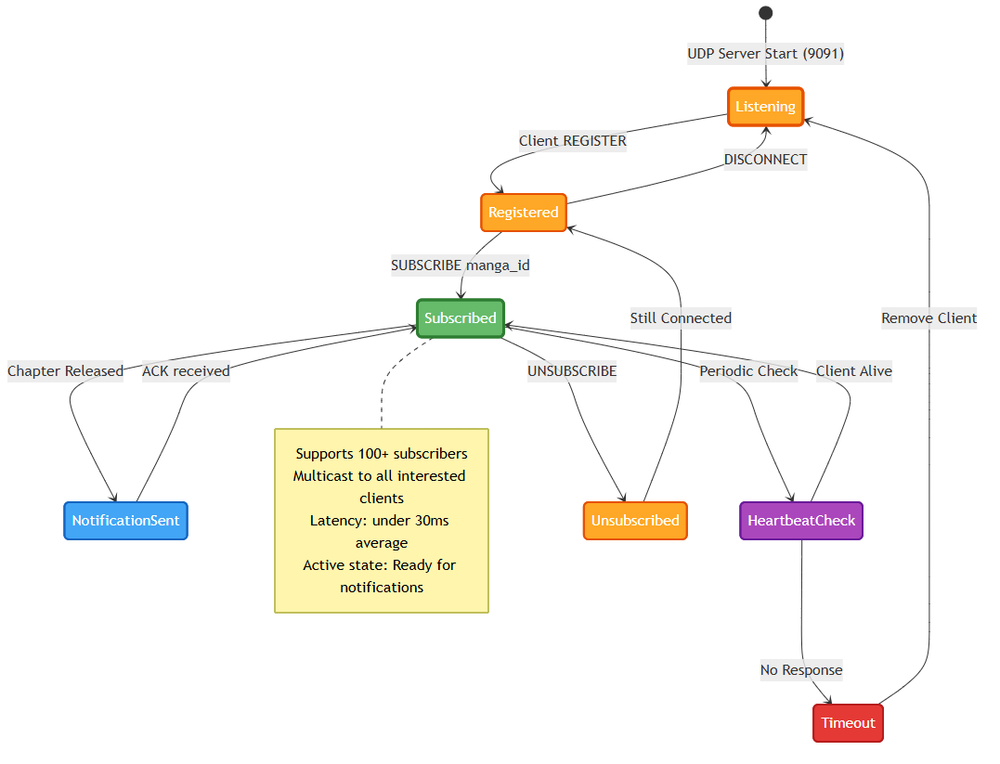 UDP Server Start (9091)
Listening
Client REGISTER
DISCONNECT
Registered
SUBSCRIBE manga_id
Subscribed
Still Connected
Remove Client
Chapter Released
ACK received
UNSUBSCRIBE
Periodic Check
Client Alive
Supports 100+ subscribers
Multicast to all interested
clients
Latency: under 30ms
average
Active state: Ready for
notifications
NotificationSent
Unsubscribed
HeartbeatCheck
No Response
Timeout